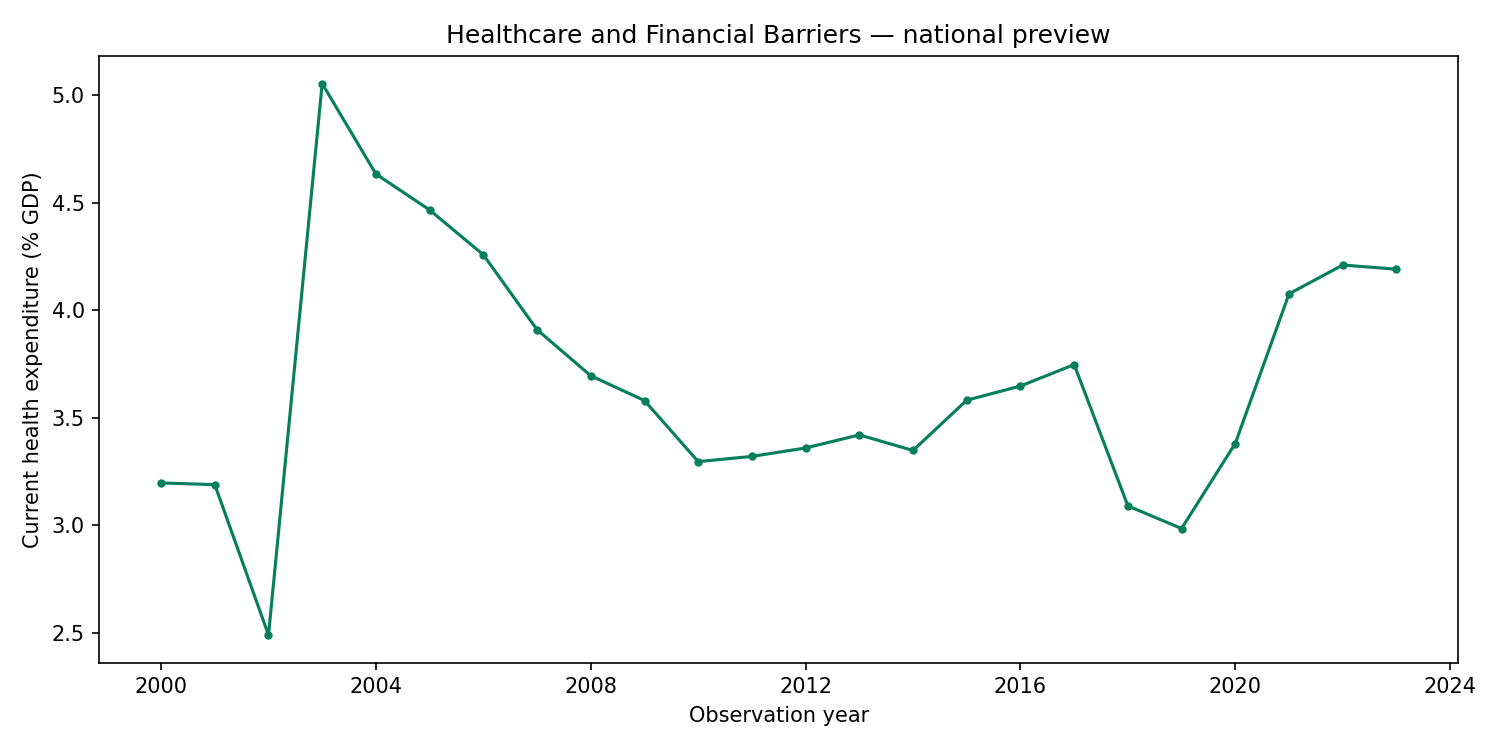 Healthcare and Financial Barriers — national preview
Current health expenditure (% GDP)
5.0
4.5
4.0
3.5
3.0
2.5
2000 2004 2008 2012 2016 2020 2024
Observation year